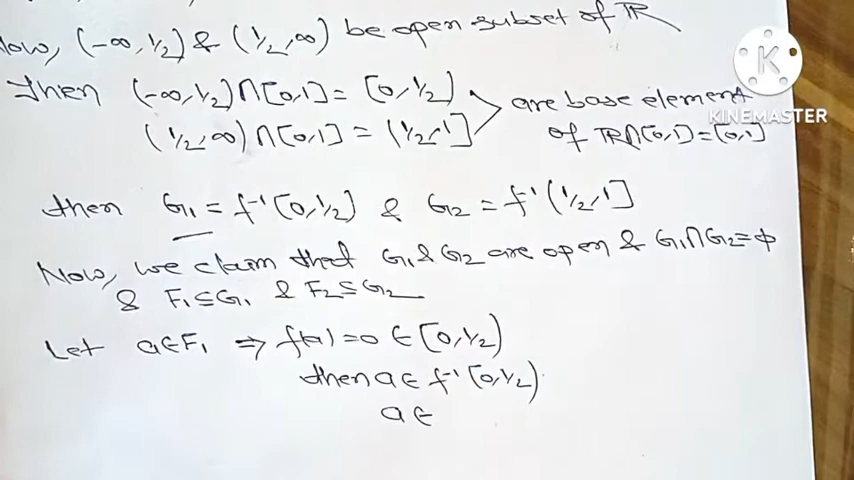 Now, (-∞, 1/2) & (1/2, ∞) be open subset of IR
Then (-∞, 1/2) ∩ [0, 1] = [0, 1/2)
(1/2, ∞) ∩ [0, 1] = (1/2, 1]
are base element
of IR ∩ [0, 1] = [0, 1]
then G₁ = f⁻¹ [0, 1/2) & G₂ = f⁻¹ (1/2, 1]
Now, we claim that G₁ & G₂ are open & G₁ ∩ G₂ = ϕ
& F₁ ⊆ G₁ & F₂ ⊆ G₂
Let a ∈ F₁ ⇒ f(a) = 0 ∈ [0, 1/2)
then a ∈ f⁻¹ [0, 1/2)
a ∈
K
KINEMASTER